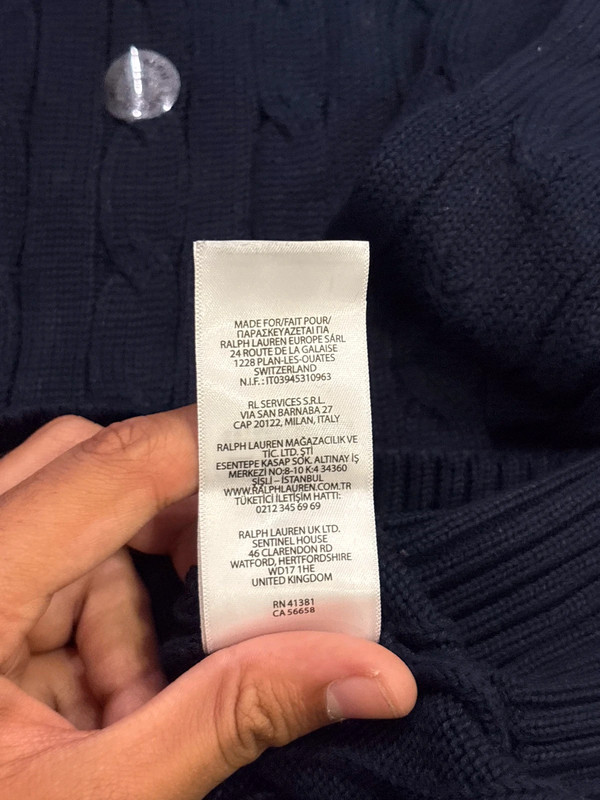 MADE FOR/FAIT POUR/
ΠΑΡΑΣΚΕΥΑΖΕΤΑΙ ΓΙΑ
RALPH LAUREN EUROPE SÀRL
24 ROUTE DE LA GALAISE
1228 PLAN-LES-OUATES
SWITZERLAND
N.I.F.: IT03945310963
RL SERVICES S.R.L.
VIA SAN BARNABA 27
CAP 20122, MILAN, ITALY
RALPH LAUREN MAĞAZACILIK VE
TİC. LTD. ŞTİ
ESENTEPE KASAP SOK. ALTINAY İŞ
MERKEZİ NO:8-10 K:4 34360
ŞİŞLİ – İSTANBUL
WWW.RALPHLAUREN.COM.TR
TÜKETİCİ İLETİŞİM HATTI:
0212 345 69 69
RALPH LAUREN UK LTD.
SENTINEL HOUSE
46 CLARENDON RD
WATFORD, HERTFORDSHIRE
WD17 1HE
UNITED KINGDOM
RN 41381
CA 56658